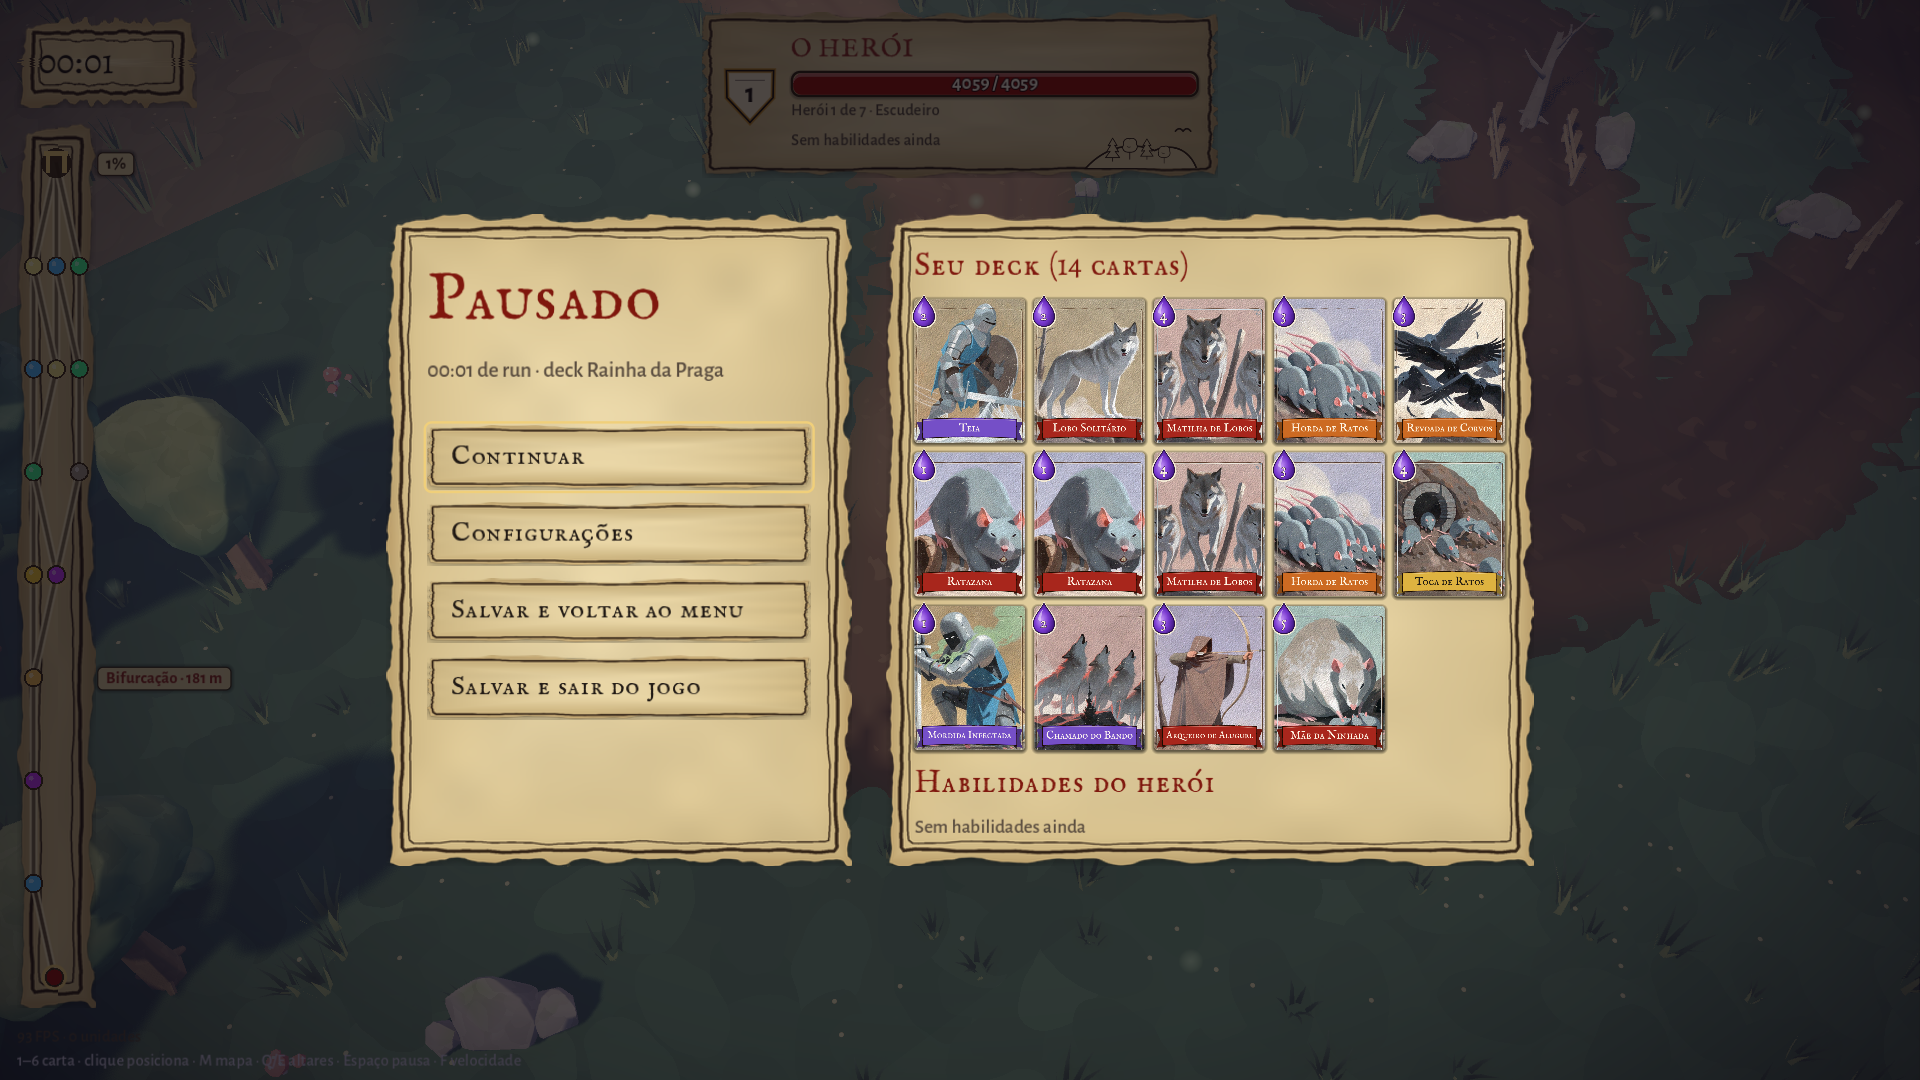 00:01
O HERÓI
4059 / 4059
1
Herói 1 de 7 · Escudeiro
Sem habilidades ainda
1%
Bifurcação · 181 m
Pausado
00:01 de run · deck Rainha da Praga
Continuar
Configurações
Salvar e voltar ao menu
Salvar e sair do jogo
Seu deck (14 cartas)
2 2 4 3 3
Teia Lobo Solitário Matilha de Lobos Horda de Ratos Revoada de Corvos
1 1 4 3 4
Ratazana Ratazana Matilha de Lobos Horda de Ratos Toca de Ratos
1 2 3 5
Mordida Infectada Chamado do Bando Arqueiro de Aluguel Mãe da Ninhada
Habilidades do herói
Sem habilidades ainda
1–6 carta · clique posiciona · M mapa · Q/E altares · Espaço pausa · F velocidade